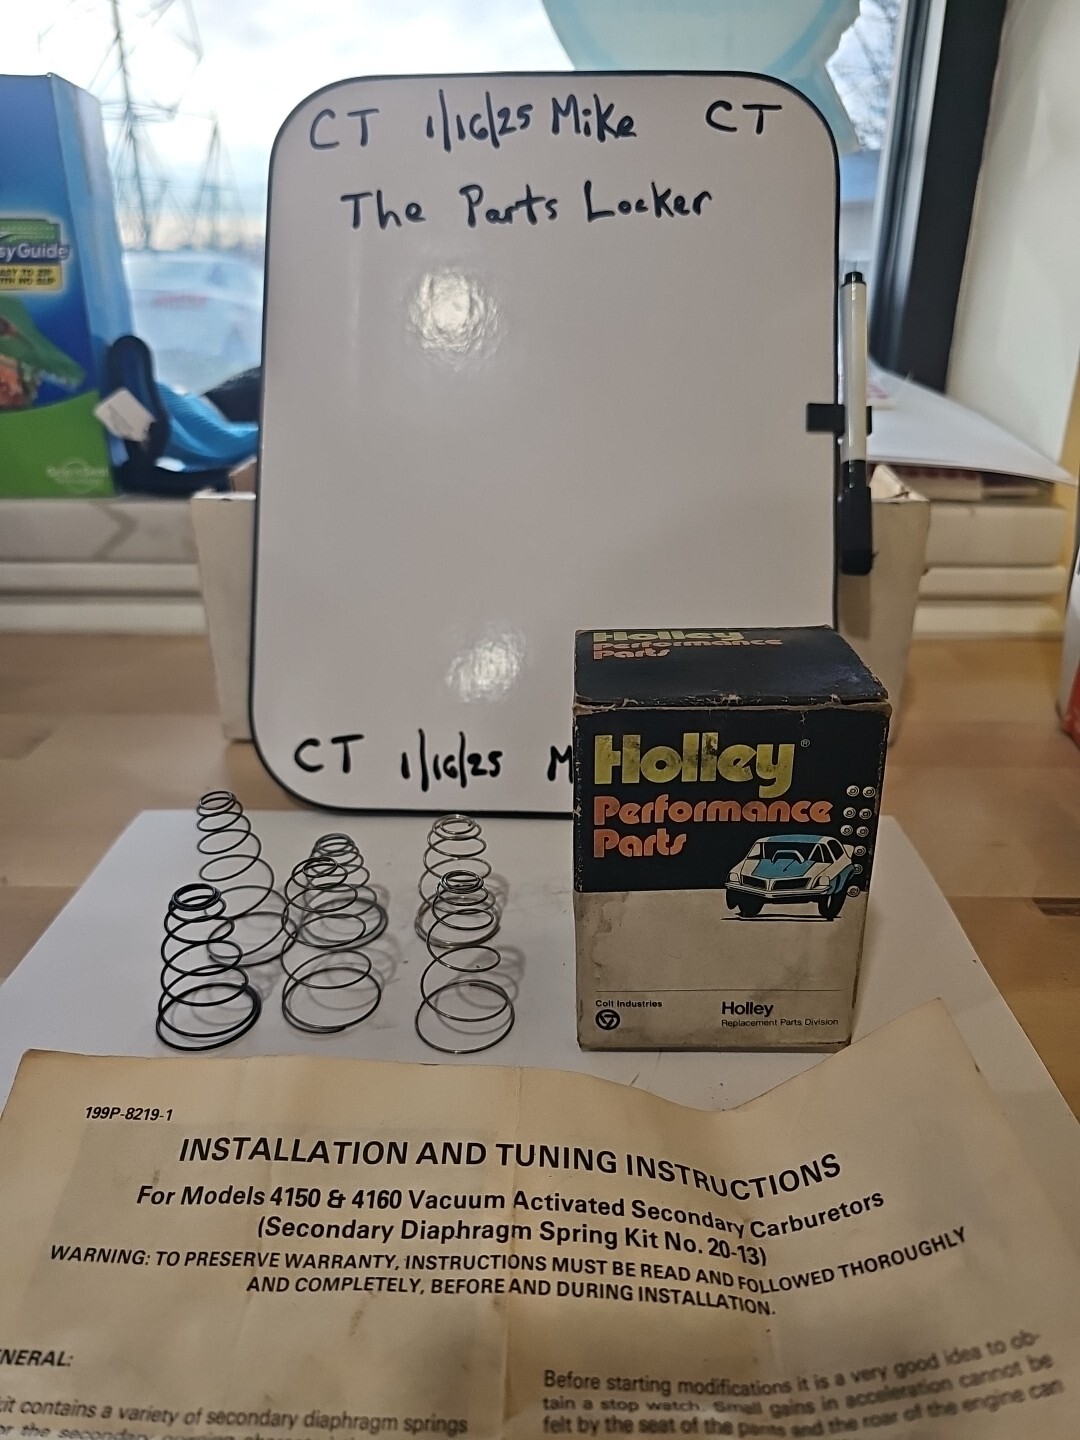 CT 1/16/25 Mike CT
The Parts Locker
syGuide
CT 1/16/25 M
Holley
Performance
Parts
Holley®
Performance
Parts
Colt Industries
Holley
Replacement Parts Division
199P-8219-1
INSTALLATION AND TUNING INSTRUCTIONS
For Models 4150 & 4160 Vacuum Activated Secondary Carburetors
(Secondary Diaphragm Spring Kit No. 20-13)
WARNING: TO PRESERVE WARRANTY, INSTRUCTIONS MUST BE READ AND FOLLOWED THOROUGHLY
AND COMPLETELY, BEFORE AND DURING INSTALLATION.
NERAL:
kit contains a variety of secondary diaphragm springs
or the secondary
Before starting modifications it is a very good idea to ob-
tain a stop watch. Small gains in acceleration cannot be
felt by the seat of the pants and the roar of the engine can